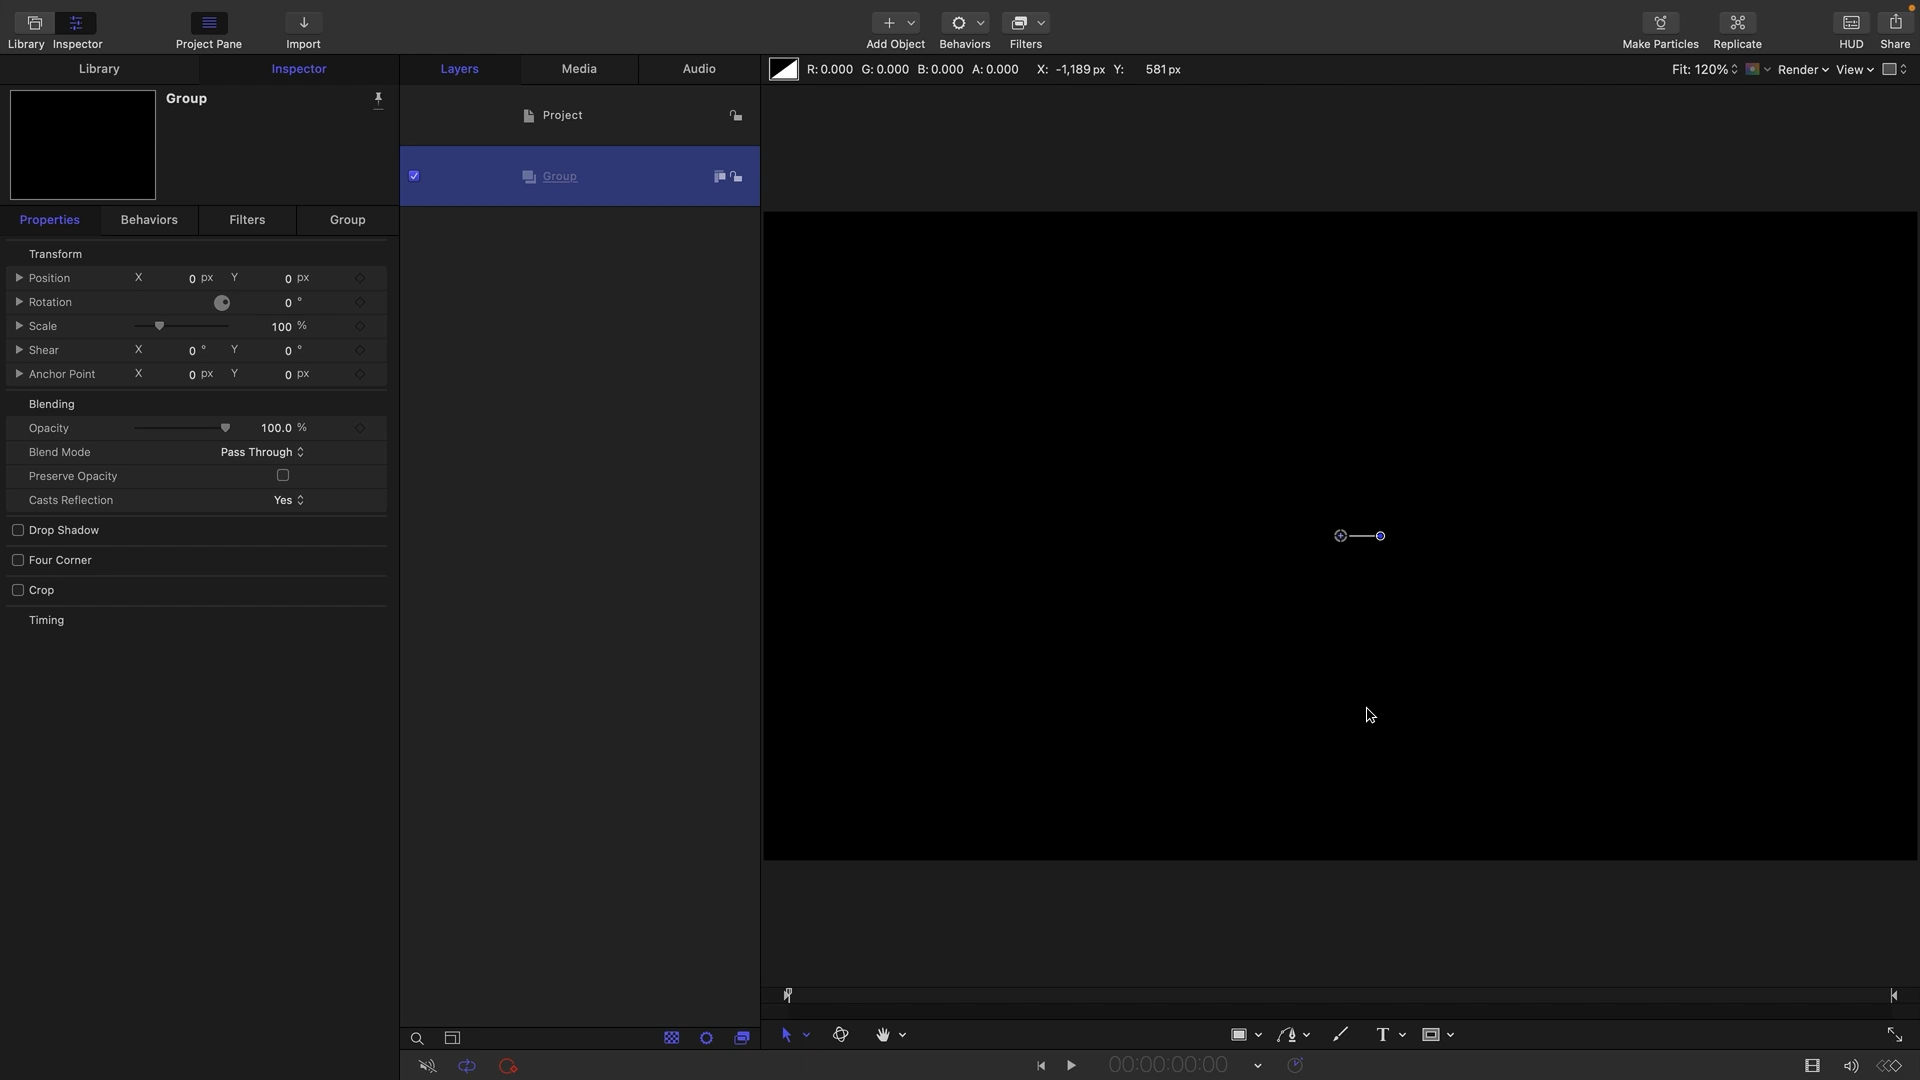 Library Inspector Project Pane Import Add Object Behaviors Filters Make Particles Replicate HUD Share
Library Inspector Layers Media Audio R: 0.000 G: 0.000 B: 0.000 A: 0.000 X: -1,189 px Y: 581 px Fit: 120% Render View
Group
Project
Group
Properties Behaviors Filters Group
Transform
Position X 0 px Y 0 px
Rotation 0 °
Scale 100 %
Shear X 0 ° Y 0 °
Anchor Point X 0 px Y 0 px
Blending
Opacity 100.0 %
Blend Mode Pass Through
Preserve Opacity
Casts Reflection Yes
Drop Shadow
Four Corner
Crop
Timing
T
00:00:00:00